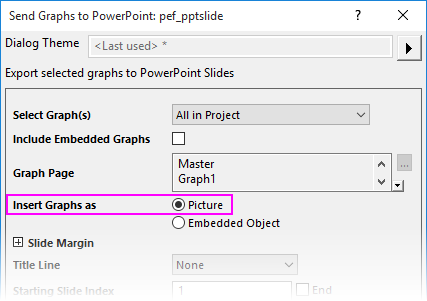 Send Graphs to PowerPoint: pef_pptslide
Dialog Theme <Last used> *
Export selected graphs to PowerPoint Slides
Select Graph(s) All in Project
Include Embedded Graphs
Graph Page Master
Graph1
...
Insert Graphs as Picture
Embedded Object
Slide Margin
Title Line None
Starting Slide Index 1 End